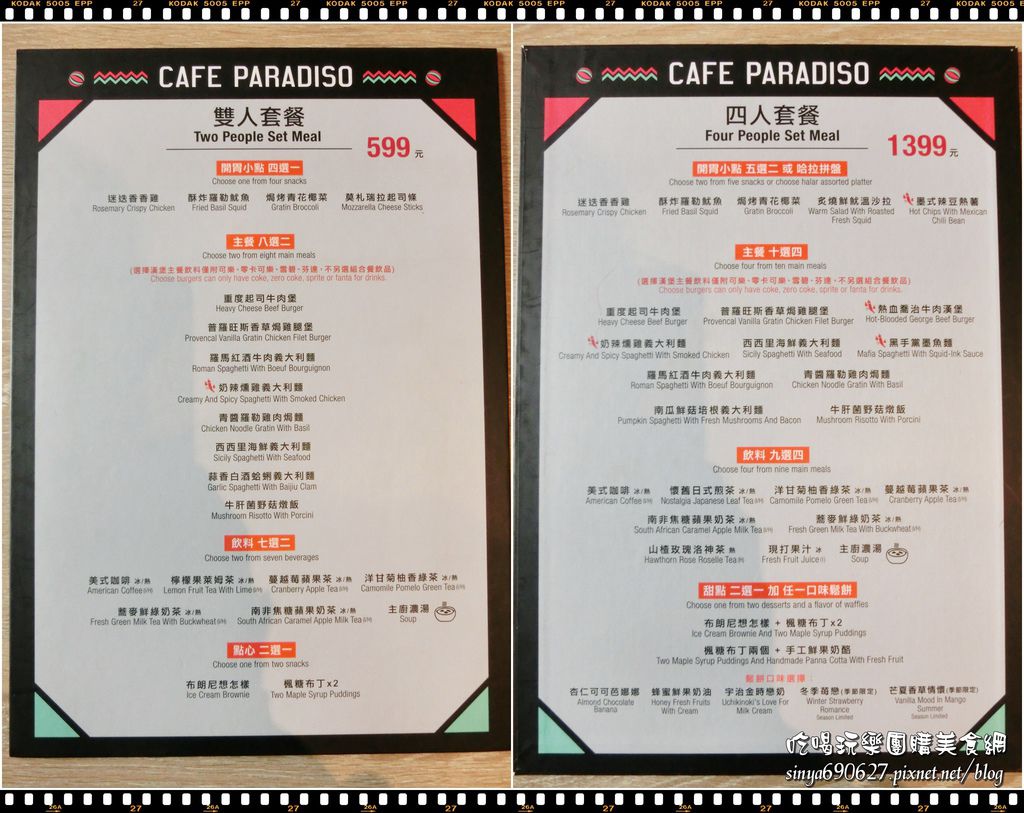 KODAK 5005 EPP 27 KODAK 5005 EPP 27 KODAK 5005 EPP 27 KODAK 5005 EPP
CAFE PARADISO
雙人套餐
Two People Set Meal
599元
開胃小點 四選一
Choose one from four snacks
迷迭香香雞 酥炸羅勒魷魚 焗烤青花椰菜 莫札瑞拉起司條
Rosemary Crispy Chicken Fried Basil Squid Gratin Broccoli Mozzarella Cheese Sticks
主餐 八選二
Choose two from eight main meals
(選擇漢堡主餐飲料僅附可樂、零卡可樂、雪碧、芬達，不另選組合餐飲品)
Choose burgers can only have coke, zero coke, sprite or fanta for drinks.
重度起司牛肉堡
Heavy Cheese Beef Burger
普羅旺斯香草焗雞腿堡
Provencal Vanilla Gratin Chicken Filet Burger
羅馬紅酒牛肉義大利麵
Roman Spaghetti With Boeuf Bourguignon
奶辣燻雞義大利麵
Creamy And Spicy Spaghetti With Smoked Chicken
青醬羅勒雞肉焗麵
Chicken Noodle Gratin With Basil
西西里海鮮義大利麵
Sicily Spaghetti With Seafood
蒜香白酒蛤蜊義大利麵
Garlic Spaghetti With Baijiu Clam
牛肝菌野菇燉飯
Mushroom Risotto With Porcini
飲料 七選二
Choose two from seven beverages
美式咖啡 冰/熱 檸檬果萊姆茶 冰/熱 蔓越莓蘋果茶 冰/熱 洋甘菊柚香綠茶 冰/熱
American Coffee(I/H) Lemon Fruit Tea With Lime(I/H) Cranberry Apple Tea(I/H) Camomile Pomelo Green Tea(I/H)
蕎麥鮮綠奶茶 冰/熱 南非焦糖蘋果奶茶 冰/熱 主廚濃湯
Fresh Green Milk Tea With Buckwheat(I/H) South African Caramel Apple Milk Tea(I/H) Soup
點心 二選一
Choose one from two snacks
布朗尼想怎樣 楓糖布丁x2
Ice Cream Brownie Two Maple Syrup Puddings
CAFE PARADISO
四人套餐
Four People Set Meal
1399元
開胃小點 五選二 或 哈拉拼盤
Choose two from five snacks or choose halar assorted platter
迷迭香香雞 酥炸羅勒魷魚 焗烤青花椰菜 炙燒鮮魷溫沙拉 墨式辣豆熱薯
Rosemary Crispy Chicken Fried Basil Squid Gratin Broccoli Warm Salad With Roasted Fresh Squid Hot Chips With Mexican Chili Bean
主餐 十選四
Choose four from ten main meals
(選擇漢堡主餐飲料僅附可樂、零卡可樂、雪碧、芬達，不另選組合餐飲品)
Choose burgers can only have coke, zero coke, sprite or fanta for drinks.
重度起司牛肉堡 普羅旺斯香草焗雞腿堡 熱血喬治牛肉漢堡
Heavy Cheese Beef Burger Provencal Vanilla Gratin Chicken Filet Burger Hot-Blooded George Beef Burger
奶辣燻雞義大利麵 西西里海鮮義大利麵 黑手黨墨魚麵
Creamy And Spicy Spaghetti With Smoked Chicken Sicily Spaghetti With Seafood Mafia Spaghetti With Squid-Ink Sauce
羅馬紅酒牛肉義大利麵 青醬羅勒雞肉焗麵
Roman Spaghetti With Boeuf Bourguignon Chicken Noodle Gratin With Basil
南瓜鮮菇培根義大利麵 牛肝菌野菇燉飯
Pumpkin Spaghetti With Fresh Mushrooms And Bacon Mushroom Risotto With Porcini
飲料 九選四
Choose four from nine main meals
美式咖啡 冰/熱 懷舊日式煎茶 冰/熱 洋甘菊柚香綠茶 冰/熱 蔓越莓蘋果茶 冰/熱
American Coffee(I/H) Nostalgia Japanese Leaf Tea(I/H) Camomile Pomelo Green Tea(I/H) Cranberry Apple Tea(I/H)
南非焦糖蘋果奶茶 冰/熱 蕎麥鮮綠奶茶 冰/熱
South African Caramel Apple Milk Tea(I/H) Fresh Green Milk Tea With Buckwheat(I/H)
山楂玫瑰洛神茶 熱 現打果汁 冰 主廚濃湯
Hawthorn Rose Roselle Tea(H) Fresh Fruit Juice(I) Soup
甜點 二選一 加 任一口味鬆餅
Choose one from two desserts and a flavor of waffles
布朗尼想怎樣 + 楓糖布丁x2
Ice Cream Brownie And Two Maple Syrup Puddings
楓糖布丁兩個 + 手工鮮果奶酪
Two Maple Syrup Puddings And Handmade Panna Cotta With Fresh Fruit
鬆餅口味選擇：
杏仁可可芭娜娜 蜂蜜鮮果奶油 宇治金時戀奶 冬季苺戀(季節限定) 芒夏香草情懷(季節限定)
Almond Chocolate Banana Honey Fresh Fruits With Cream Uchikinoki's Love For Milk Cream Winter Strawberry Romance Season Limited Vanilla Mood In Mango Summer Season Limited
吃喝玩樂團購美食網
sinya690627.pixnet.net/blog
26A 27 26A 27 26A 27 26A 27 26A